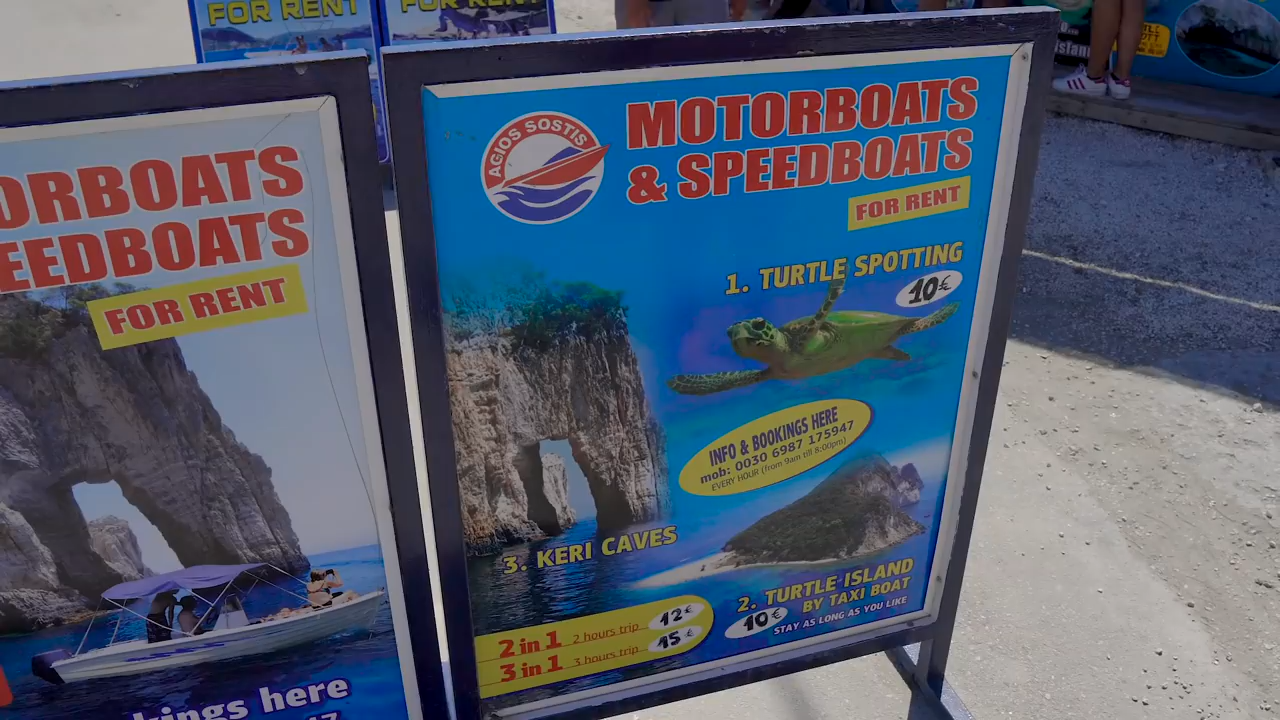 FOR RENT
FOR RENT
ORBOATS
EEDBOATS
FOR RENT
kings here
AGIOS SOSTIS
MOTORBOATS
& SPEEDBOATS
FOR RENT
1. TURTLE SPOTTING
10€
INFO & BOOKINGS HERE
mob: 0030 6987 175947
EVERY HOUR (from 9am till 8:00pm)
3. KERI CAVES
2. TURTLE ISLAND
10€ BY TAXI BOAT
STAY AS LONG AS YOU LIKE
2 in 1 2 hours trip 12€
3 in 1 3 hours trip 15€